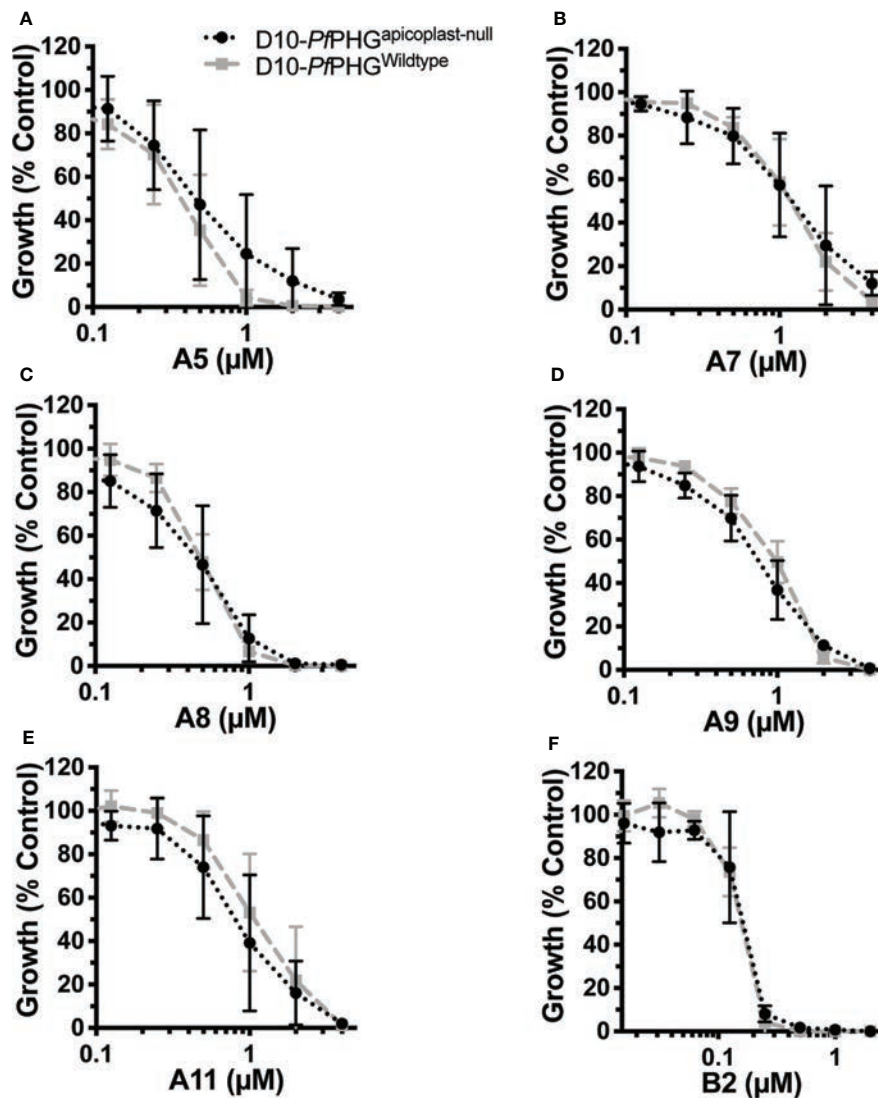 A
D10-PfPHGapicoplast-null
D10-PfPHGWildtype
Growth (% Control)
120
100
80
60
40
20
0
0.1
1
A5 (µM)
B
Growth (% Control)
120
100
80
60
40
20
0
0.1
1
A7 (µM)
C
Growth (% Control)
120
100
80
60
40
20
0
0.1
1
A8 (µM)
D
Growth (% Control)
120
100
80
60
40
20
0
0.1
1
A9 (µM)
E
Growth (% Control)
120
100
80
60
40
20
0
0.1
1
A11 (µM)
F
Growth (% Control)
120
100
80
60
40
20
0
0.1
1
B2 (µM)